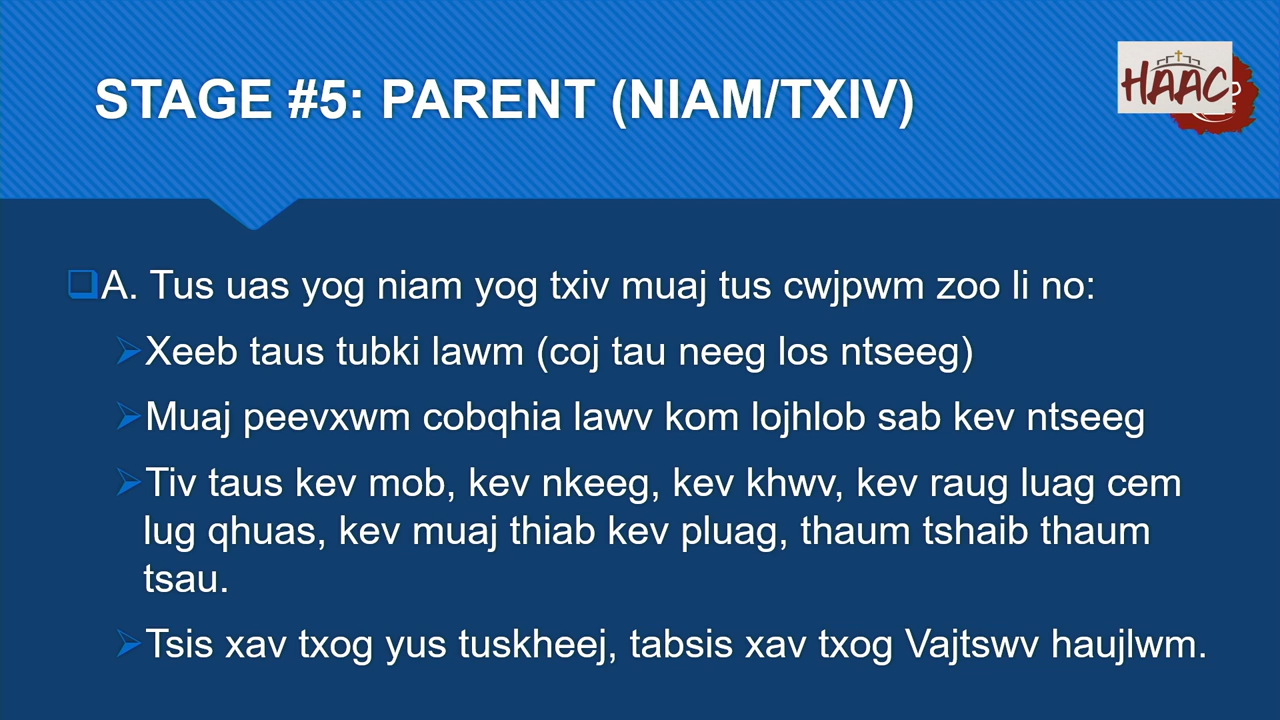 STAGE #5: PARENT (NIAM/TXIV)
HAAC
A. Tus uas yog niam yog txiv muaj tus cwjpwm zoo li no:
Xeeb taus tubki lawm (coj tau neeg los ntseeg)
Muaj peevxwm cobqhia lawv kom lojhlob sab kev ntseeg
Tiv taus kev mob, kev nkeeg, kev khwv, kev raug luag cem
lug qhuas, kev muaj thiab kev pluag, thaum tshaib thaum
tsau.
Tsis xav txog yus tuskheej, tabsis xav txog Vajtswv haujlwm.